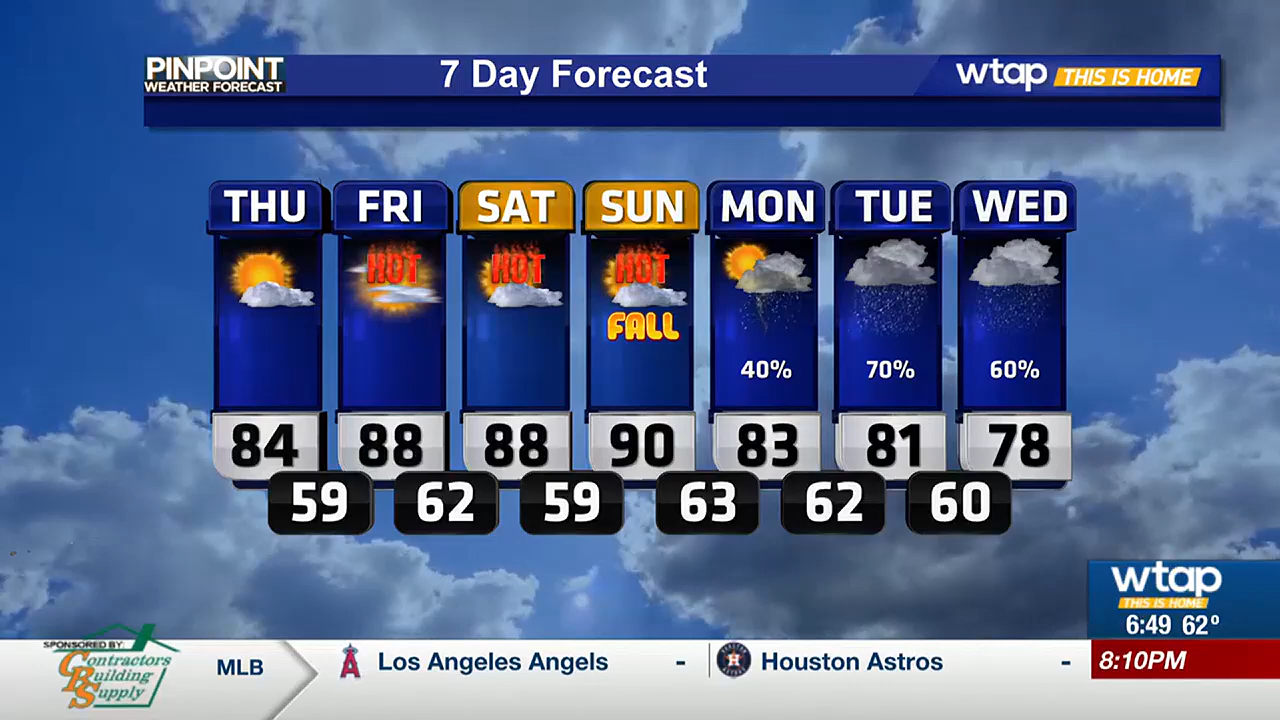 PINPOINT
WEATHER FORECAST
7 Day Forecast
wtap THIS IS HOME
THU FRI SAT SUN MON TUE WED
HOT HOT HOT
FALL
40% 70% 60%
84 88 88 90 83 81 78
59 62 59 63 62 60
wtap
THIS IS HOME
6:49 62°
SPONSORED BY:
Contractors
Building
Supply
MLB
A
Los Angeles Angels -
H
Houston Astros -
8:10PM